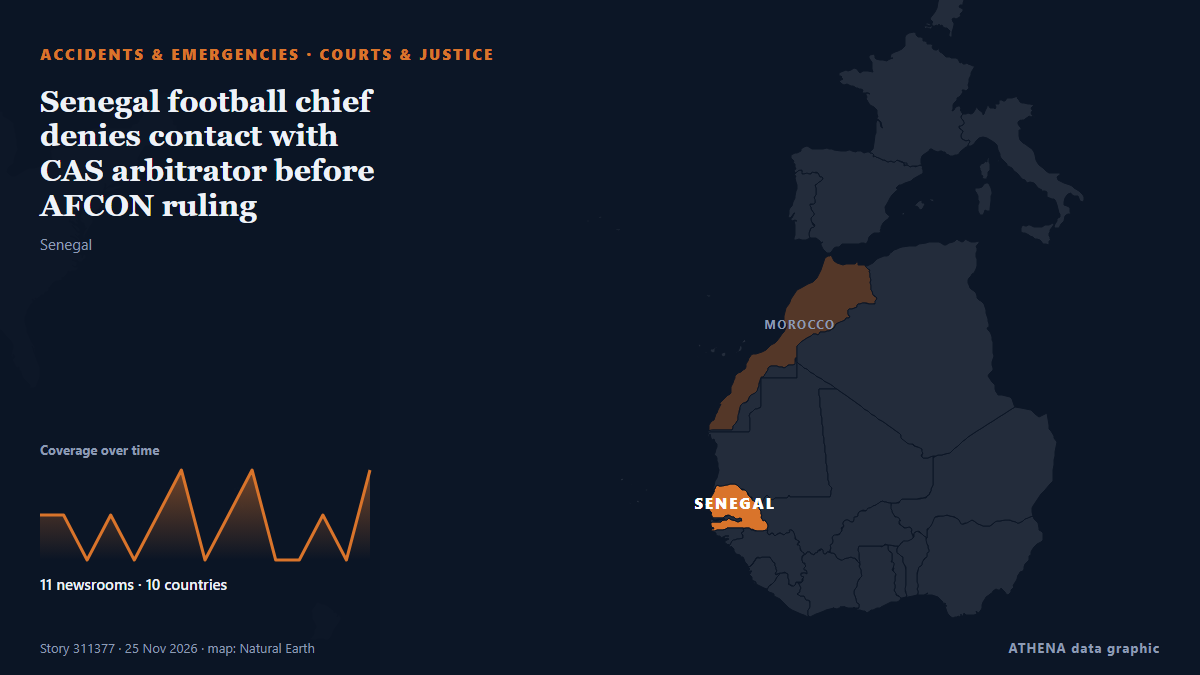 ACCIDENTS & EMERGENCIES · COURTS & JUSTICE
Senegal football chief
denies contact with
CAS arbitrator before
AFCON ruling
Senegal
MOROCCO
SENEGAL
Coverage over time
11 newsrooms · 10 countries
Story 311377 · 25 Nov 2026 · map: Natural Earth
ATHENA data graphic